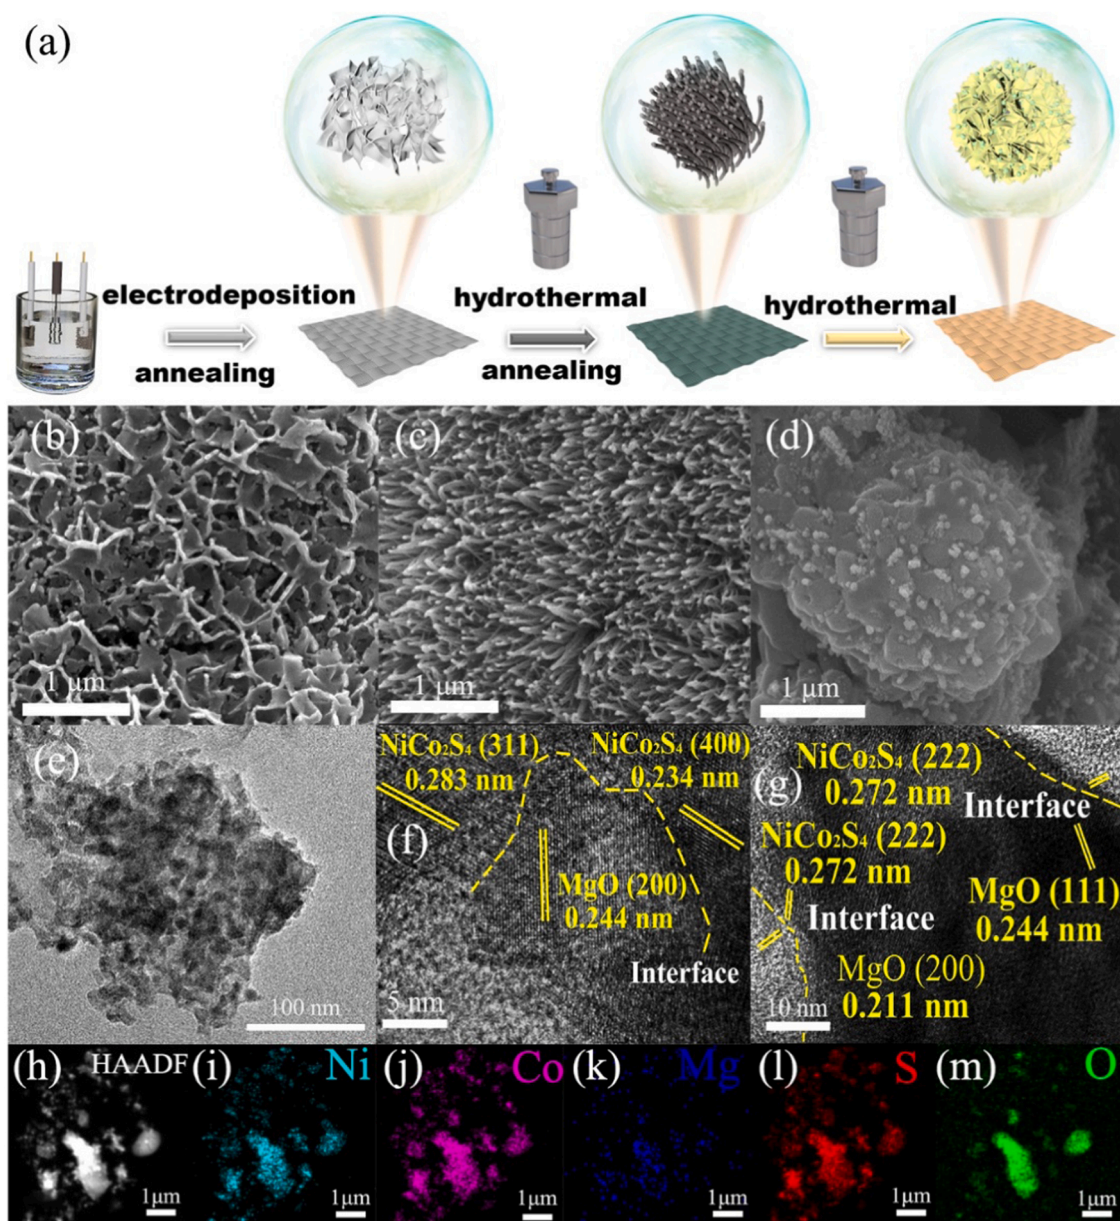 (a)
electrodeposition
annealing
hydrothermal
annealing
hydrothermal
(b)
1 μm
(c)
1 μm
(d)
1 μm
(e)
100 nm
NiCo₂S₄ (311)
0.283 nm
NiCo₂S₄ (400)
0.234 nm
(f)
MgO (200)
0.244 nm
Interface
5 nm
NiCo₂S₄ (222)
0.272 nm
(g)
Interface
NiCo₂S₄ (222)
0.272 nm
MgO (111)
0.244 nm
Interface
MgO (200)
0.211 nm
10 nm
(h)
HAADF
1μm
(i)
Ni
1μm
(j)
Co
1μm
(k)
Mg
1μm
(l)
S
1μm
(m)
O
1μm